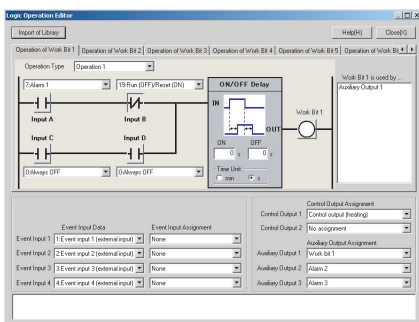 Logic Operation Editor
Import of Library
Help(H)
Close(X)
Operation of Work Bit 1
Operation of Work Bit 2
Operation of Work Bit 3
Operation of Work Bit 4
Operation of Work Bit 5
Operation of Work Bi
Operation Type
Operation 1
7:Alarm 1
19:Run (OFF)/Reset (ON)
ON/OFF Delay
Work Bit 1 is used by ...
Auxiliary Output 1
IN
Input A
Input B
Work Bit 1
OUT
Input C
Input D
ON
OFF
0 s
0 s
0:Always OFF
0:Always OFF
Time Unit
min
s
Control Output Assignment
Control Output 1
Control output (heating)
Control Output 2
No assignment
Event Input Data
Event Input Assignment
Auxiliary Output Assignment
Event Input 1
1:Event input 1 (external input)
None
Auxiliary Output 1
Work bit 1
Event Input 2
2:Event input 2 (external input)
None
Auxiliary Output 2
Alarm 2
Event Input 3
3:Event input 3 (external input)
None
Auxiliary Output 3
Alarm 3
Event Input 4
4:Event input 4 (external input)
None